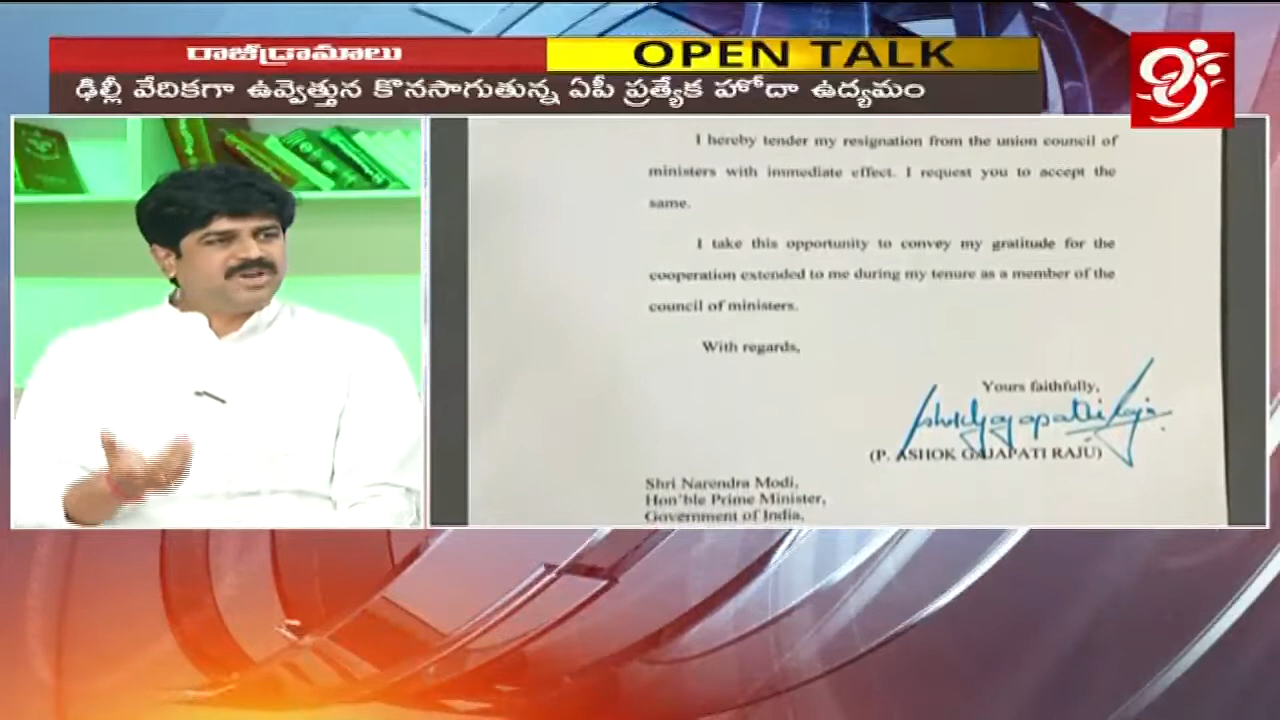 రాజీడ్రామాలు
OPEN TALK
ఢిల్లీ వేదికగా ఉవ్వెత్తున కొనసాగుతున్న ఏపీ ప్రత్యేక హోదా ఉద్యమం
I hereby tender my resignation from the union council of
ministers with immediate effect. I request you to accept the
same.
I take this opportunity to convey my gratitude for the
cooperation extended to me during my tenure as a member of the
council of ministers.
With regards,
Yours faithfully,
Ashok Gajapathi Raju
(P. ASHOK GAJAPATI RAJU)
Shri Narendra Modi,
Hon'ble Prime Minister,
Government of India,